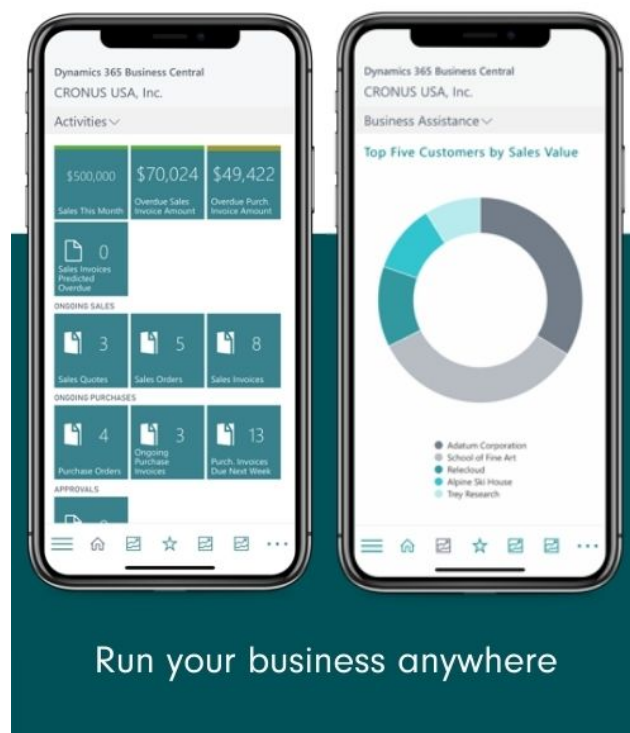 Dynamics 365 Business Central
CRONUS USA, Inc.
Activities
$500,000
Sales This Month
$70,024
Overdue Sales
Invoice Amount
$49,422
Overdue Purch.
Invoice Amount
0
Sales Invoices
Predicted
Overdue
ONGOING SALES
3
Sales Quotes
5
Sales Orders
8
Sales Invoices
ONGOING PURCHASES
4
Purchase Orders
3
Ongoing
Purchase
Invoices
13
Purch. Invoices
Due Next Week
APPROVALS
Dynamics 365 Business Central
CRONUS USA, Inc.
Business Assistance
Top Five Customers by Sales Value
Adatum Corporation
School of Fine Art
Relecloud
Alpine Ski House
Trey Research
Run your business anywhere